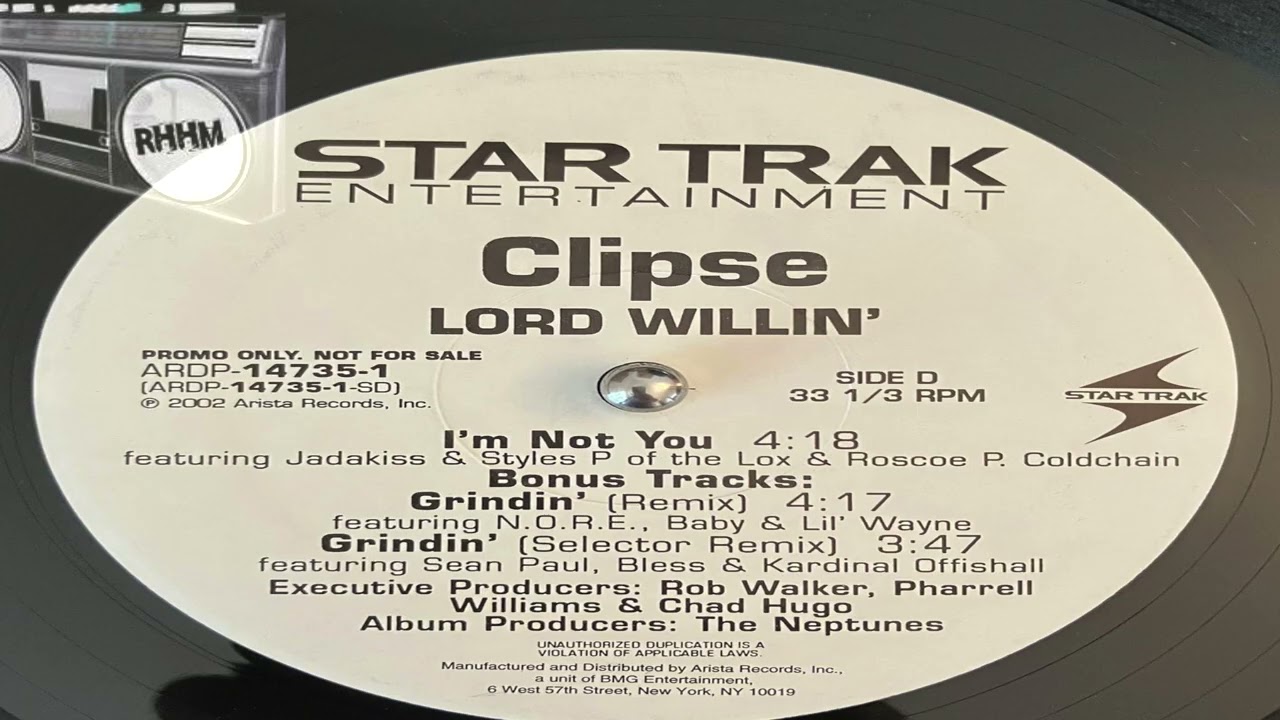 RHHM
STAR TRAK
ENTERTAINMENT
Clipse
LORD WILLIN'
PROMO ONLY. NOT FOR SALE
ARDP-14735-1
(ARDP-14735-1-SD)
℗ 2002 Arista Records, Inc.
SIDE D
33 1/3 RPM
STAR TRAK
I'm Not You 4:18
featuring Jadakiss & Styles P of the Lox & Roscoe P. Coldchain
Bonus Tracks:
Grindin' (Remix) 4:17
featuring N.O.R.E., Baby & Lil' Wayne
Grindin' (Selector Remix) 3:47
featuring Sean Paul, Bless & Kardinal Offishall
Executive Producers: Rob Walker, Pharrell
Williams & Chad Hugo
Album Producers: The Neptunes
UNAUTHORIZED DUPLICATION IS A
VIOLATION OF APPLICABLE LAWS.
Manufactured and Distributed by Arista Records, Inc.,
a unit of BMG Entertainment,
6 West 57th Street, New York, NY 10019